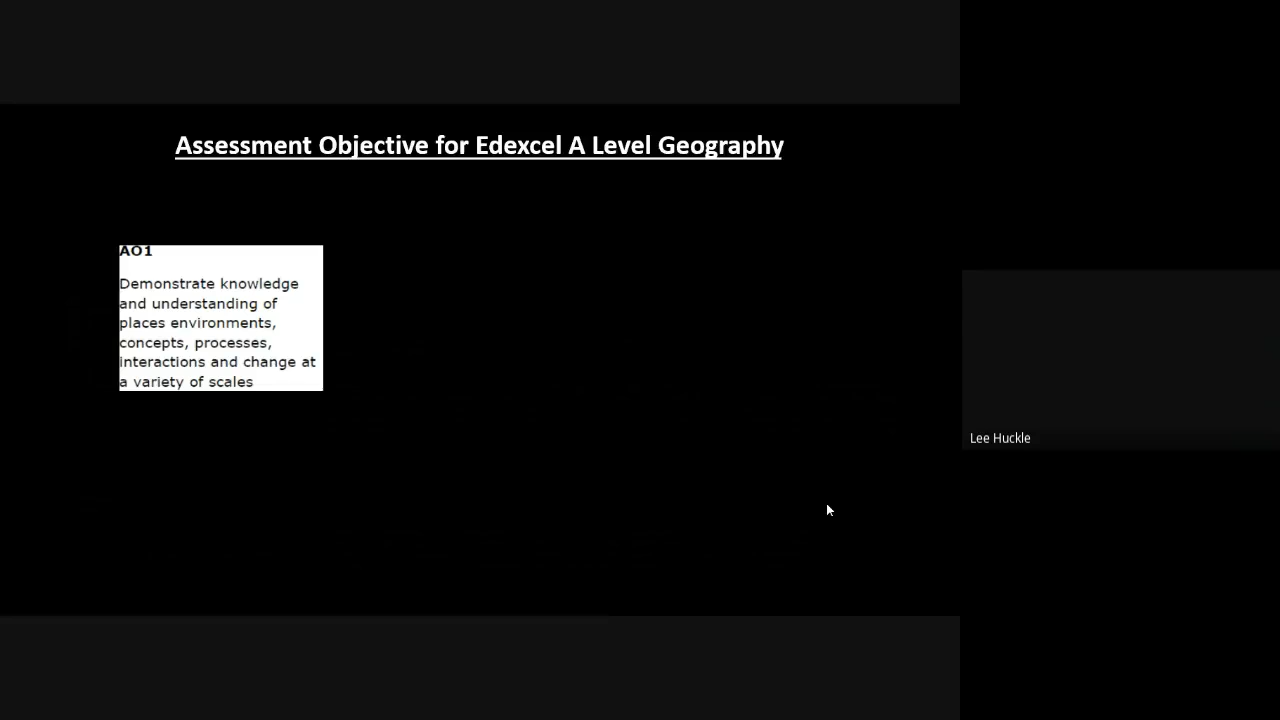 Assessment Objective for Edexcel A Level Geography
AO1
Demonstrate knowledge
and understanding of
places environments,
concepts, processes,
interactions and change at
a variety of scales
Lee Huckle